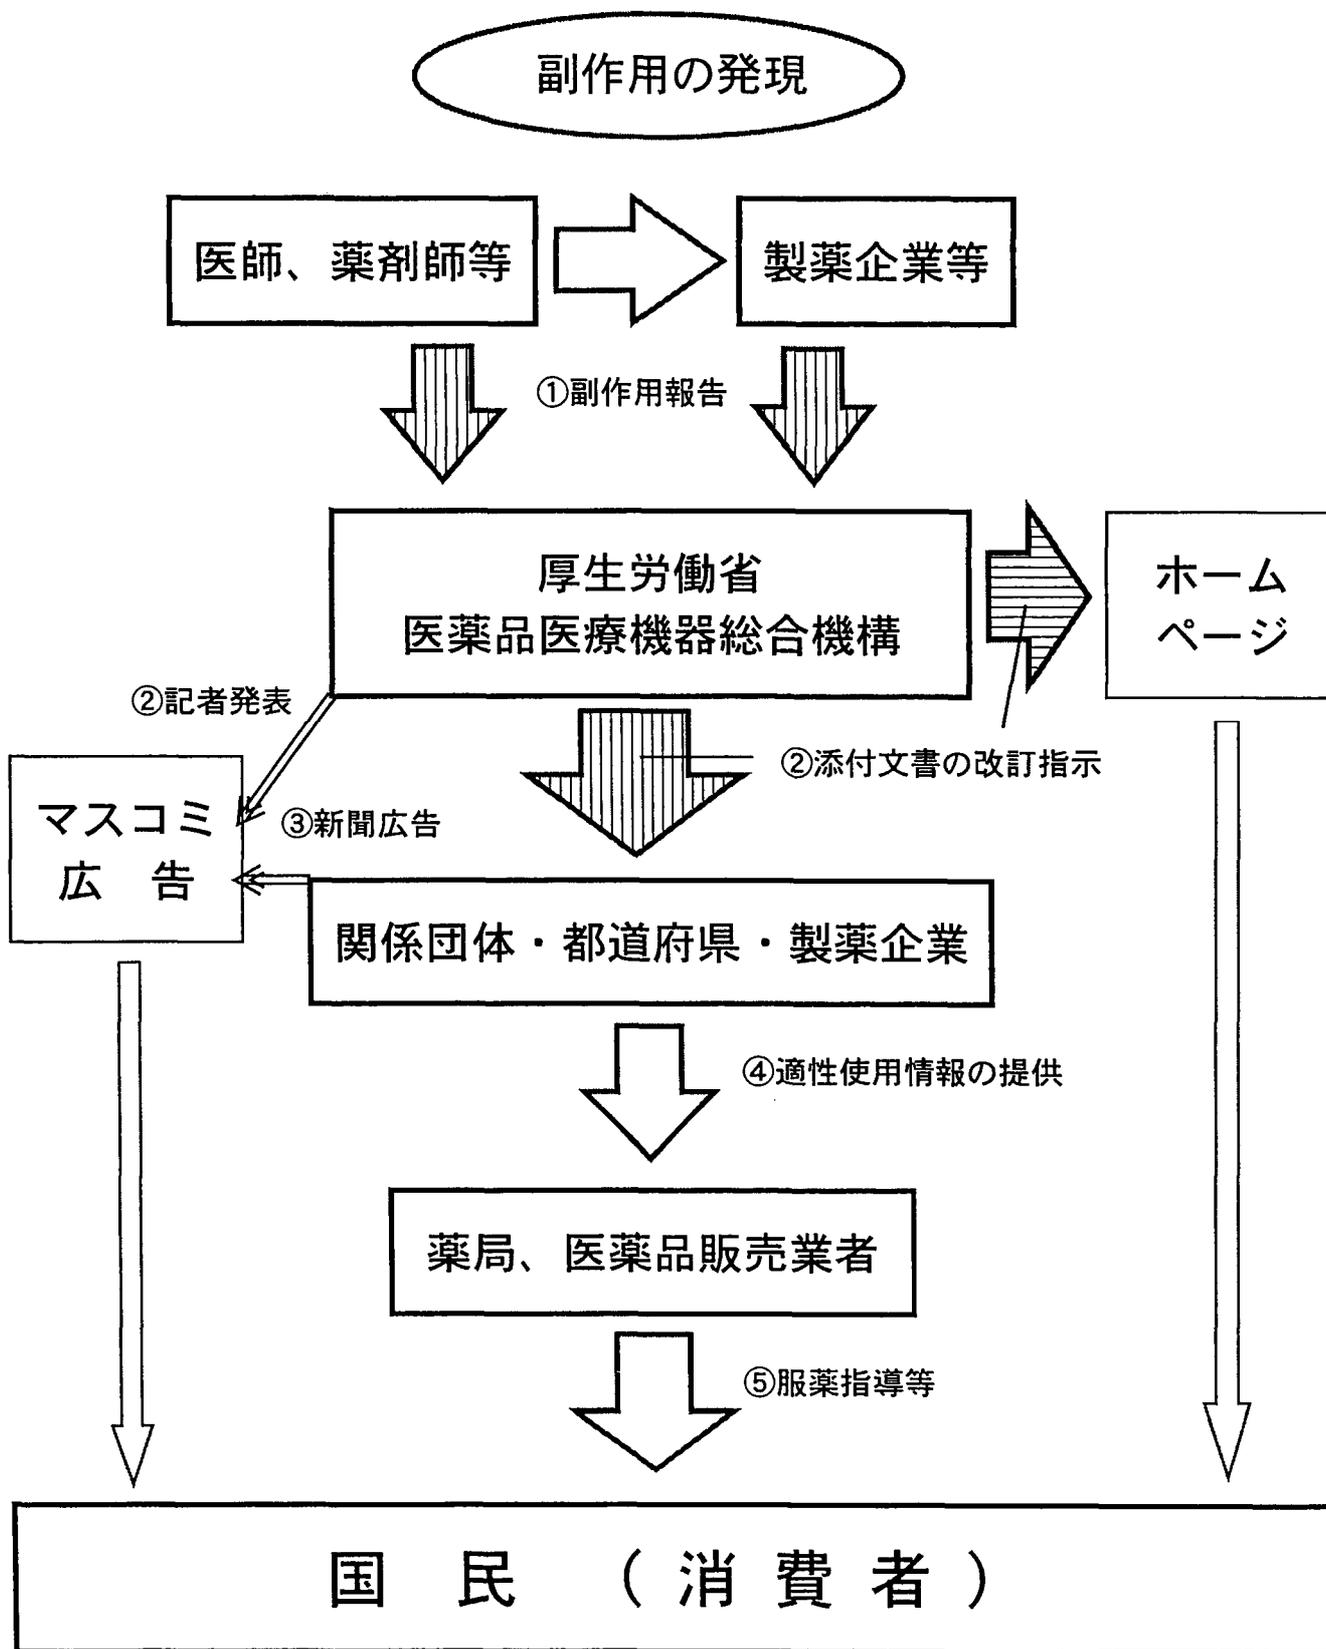 副作用の発現
医師、薬剤師等
製薬企業等
①副作用報告
厚生労働省
医薬品医療機器総合機構
ホーム
ページ
②記者発表
②添付文書の改訂指示
マスコミ
広 告
③新聞広告
関係団体・都道府県・製薬企業
④適性使用情報の提供
薬局、医薬品販売業者
⑤服薬指導等
国 民 (消 費 者)